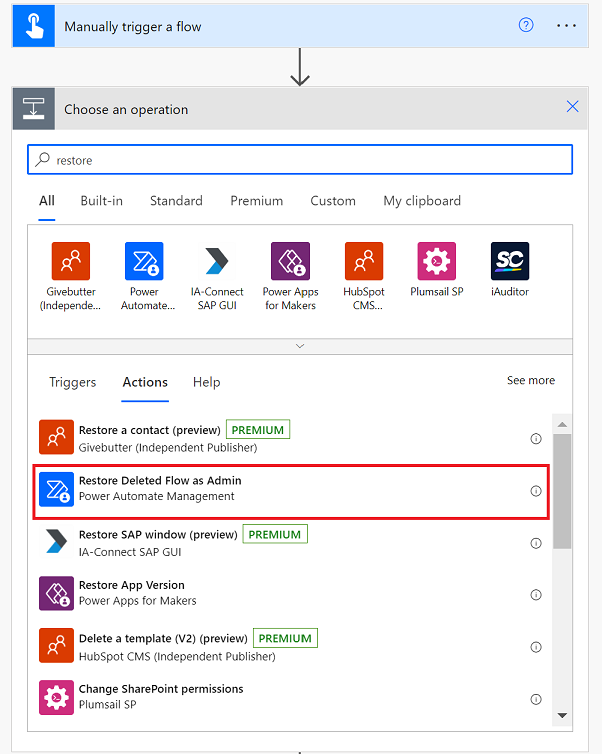 Manually trigger a flow
Choose an operation
restore
All Built-in Standard Premium Custom My clipboard
Givebutter
(Independe...
Power
Automate...
IA-Connect
SAP GUI
Power Apps
for Makers
HubSpot
CMS...
Plumsail SP
SC
iAuditor
Triggers Actions Help See more
Restore a contact (preview) PREMIUM
Givebutter (Independent Publisher)
Restore Deleted Flow as Admin
Power Automate Management
Restore SAP window (preview) PREMIUM
IA-Connect SAP GUI
Restore App Version
Power Apps for Makers
Delete a template (V2) (preview) PREMIUM
HubSpot CMS (Independent Publisher)
Change SharePoint permissions
Plumsail SP